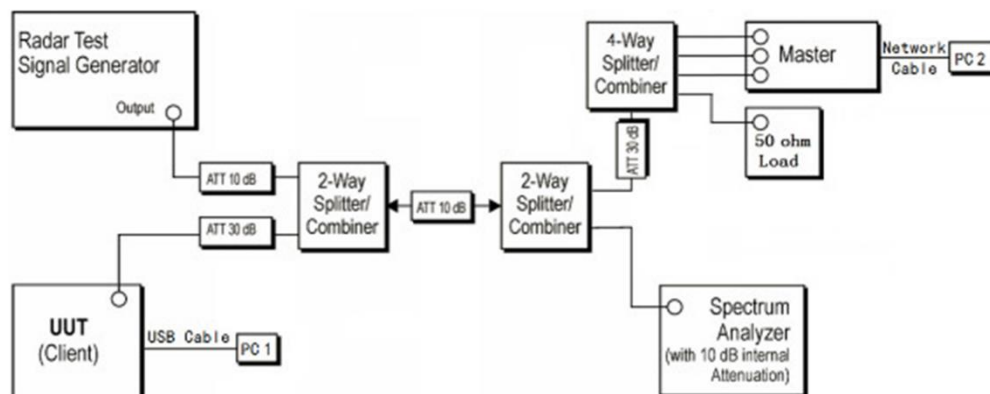 Radar Test
Signal Generator
Output
ATT 10 dB
2-Way
Splitter/
Combiner
ATT 30 dB
UUT
(Client)
USB Cable
PC 1
ATT 10 dB
2-Way
Splitter/
Combiner
ATT 30 dB
4-Way
Splitter/
Combiner
Master
Network
Cable
PC 2
50 ohm
Load
Spectrum
Analyzer
(with 10 dB internal
Attenuation)